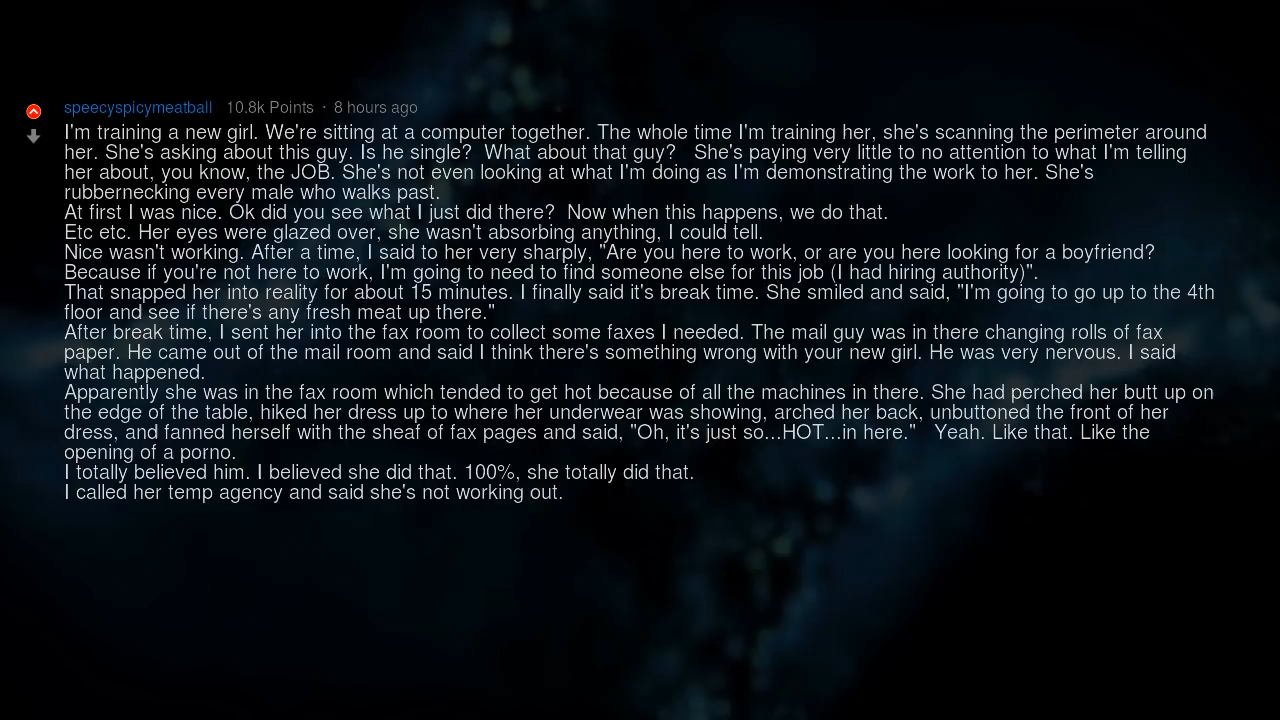 speecyspicymeatball 10.8k Points · 8 hours ago
I'm training a new girl. We're sitting at a computer together. The whole time I'm training her, she's scanning the perimeter around
her. She's asking about this guy. Is he single?  What about that guy?   She's paying very little to no attention to what I'm telling
her about, you know, the JOB. She's not even looking at what I'm doing as I'm demonstrating the work to her. She's
rubbernecking every male who walks past.
At first I was nice. Ok did you see what I just did there?  Now when this happens, we do that.
Etc etc. Her eyes were glazed over, she wasn't absorbing anything, I could tell.
Nice wasn't working. After a time, I said to her very sharply, "Are you here to work, or are you here looking for a boyfriend?
Because if you're not here to work, I'm going to need to find someone else for this job (I had hiring authority)".
That snapped her into reality for about 15 minutes. I finally said it's break time. She smiled and said, "I'm going to go up to the 4th
floor and see if there's any fresh meat up there."
After break time, I sent her into the fax room to collect some faxes I needed. The mail guy was in there changing rolls of fax
paper. He came out of the mail room and said I think there's something wrong with your new girl. He was very nervous. I said
what happened.
Apparently she was in the fax room which tended to get hot because of all the machines in there. She had perched her butt up on
the edge of the table, hiked her dress up to where her underwear was showing, arched her back, unbuttoned the front of her
dress, and fanned herself with the sheaf of fax pages and said, "Oh, it's just so...HOT...in here."   Yeah. Like that. Like the
opening of a porno.
I totally believed him. I believed she did that. 100%, she totally did that.
I called her temp agency and said she's not working out.